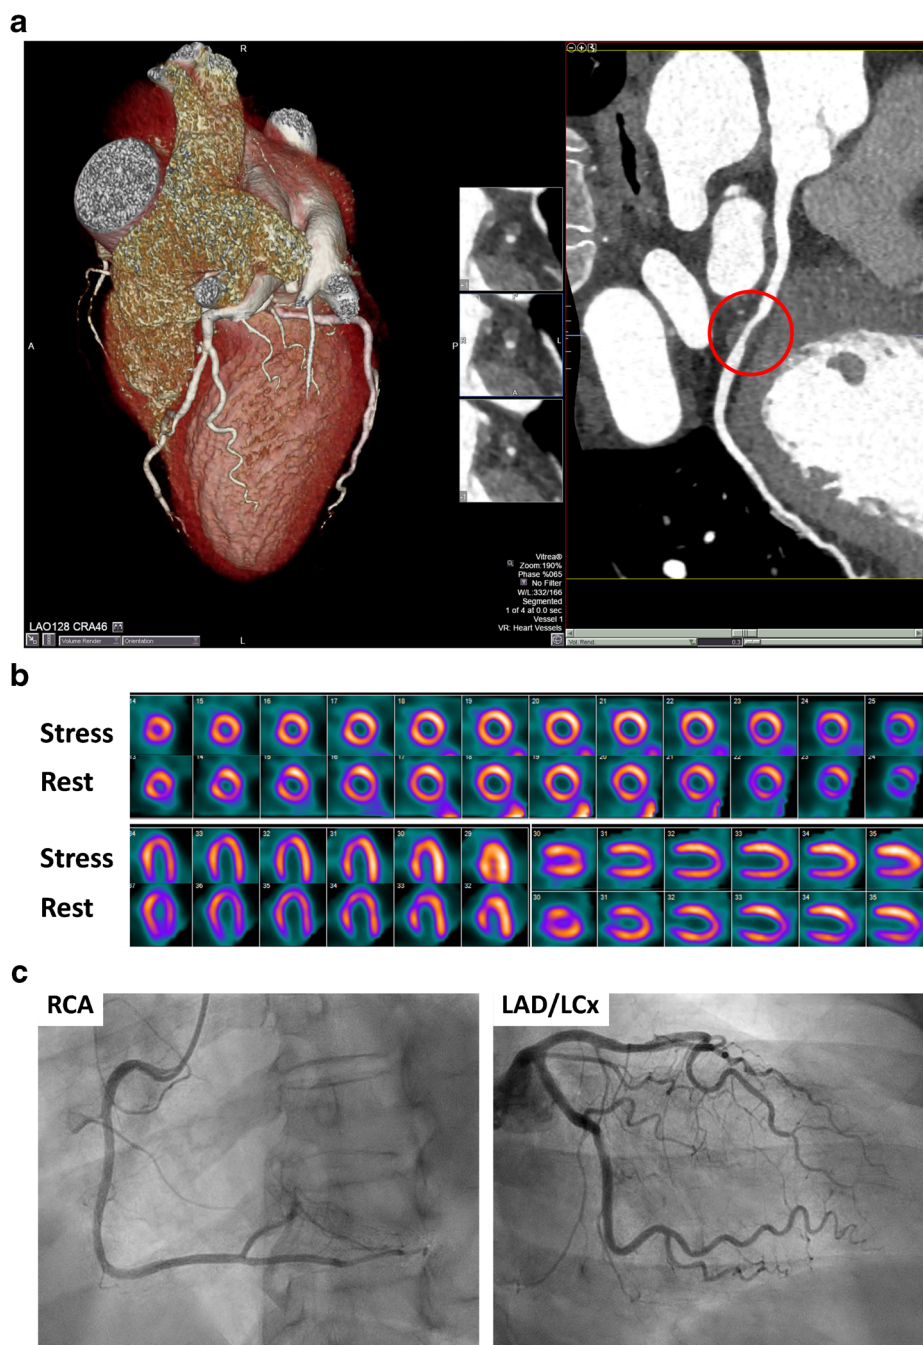 a
R
A
P
R
P
L
A
Vitrea®
Zoom:190%
Phase %065
No Filter
W/L:332/166
Segmented
1 of 4 at 0.0 sec
Vessel 1
VR: Heart Vessels
LAO128 CRA46
Volume Render
Orientation
L
Vol. Rend.
0.3
b
Stress
14 15 16 17 18 19 20 21 22 23 24 25
Rest
13 14 15 16 17 18 19 20 21 22 23 24
Stress
34 33 32 31 30 29 30 31 32 33 34 35
Rest
37 36 35 34 33 32 30 31 32 33 34 35
c
RCA
LAD/LCx